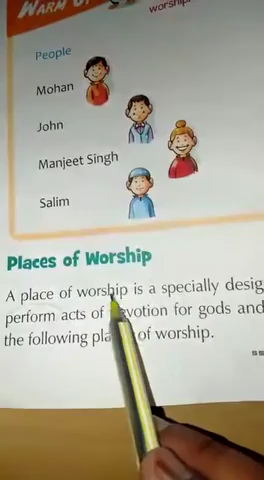 WARM U
worship
People
Mohan
John
Manjeet Singh
Salim
Places of Worship
A place of worship is a specially desig
perform acts of devotion for gods and
the following pla of worship.